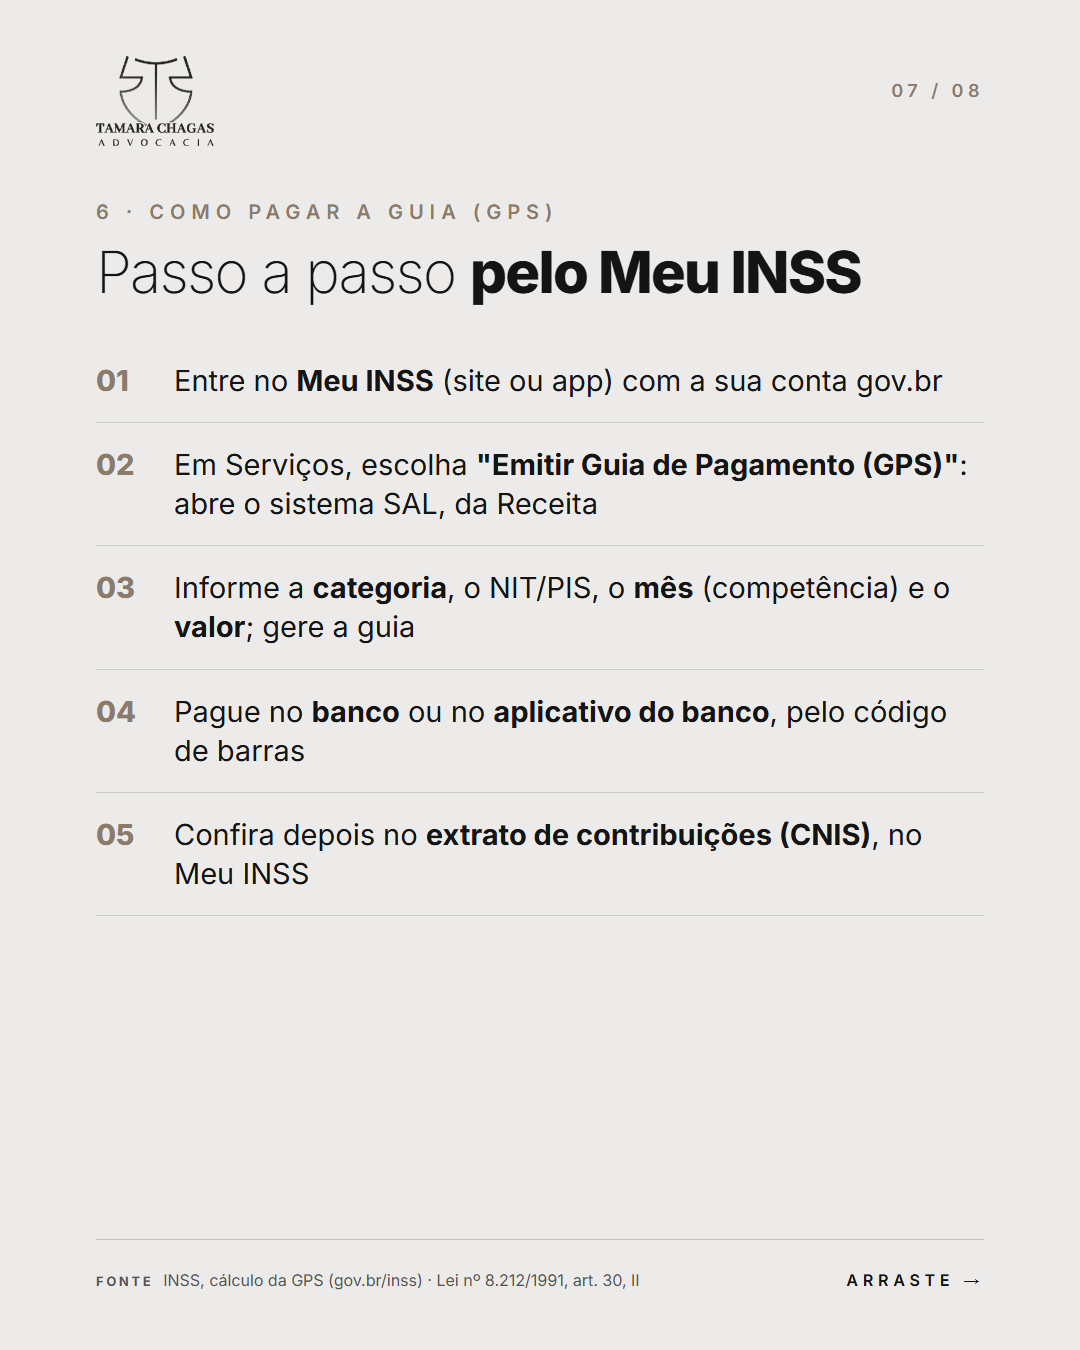 TAMARA CHAGAS
ADVOCACIA
07 / 08
6 · COMO PAGAR A GUIA (GPS)
Passo a passo pelo Meu INSS
01 Entre no Meu INSS (site ou app) com a sua conta gov.br
02 Em Serviços, escolha "Emitir Guia de Pagamento (GPS)":
abre o sistema SAL, da Receita
03 Informe a categoria, o NIT/PIS, o mês (competência) e o
valor; gere a guia
04 Pague no banco ou no aplicativo do banco, pelo código
de barras
05 Confira depois no extrato de contribuições (CNIS), no
Meu INSS
FONTE INSS, cálculo da GPS (gov.br/inss) · Lei nº 8.212/1991, art. 30, II
ARRASTE →